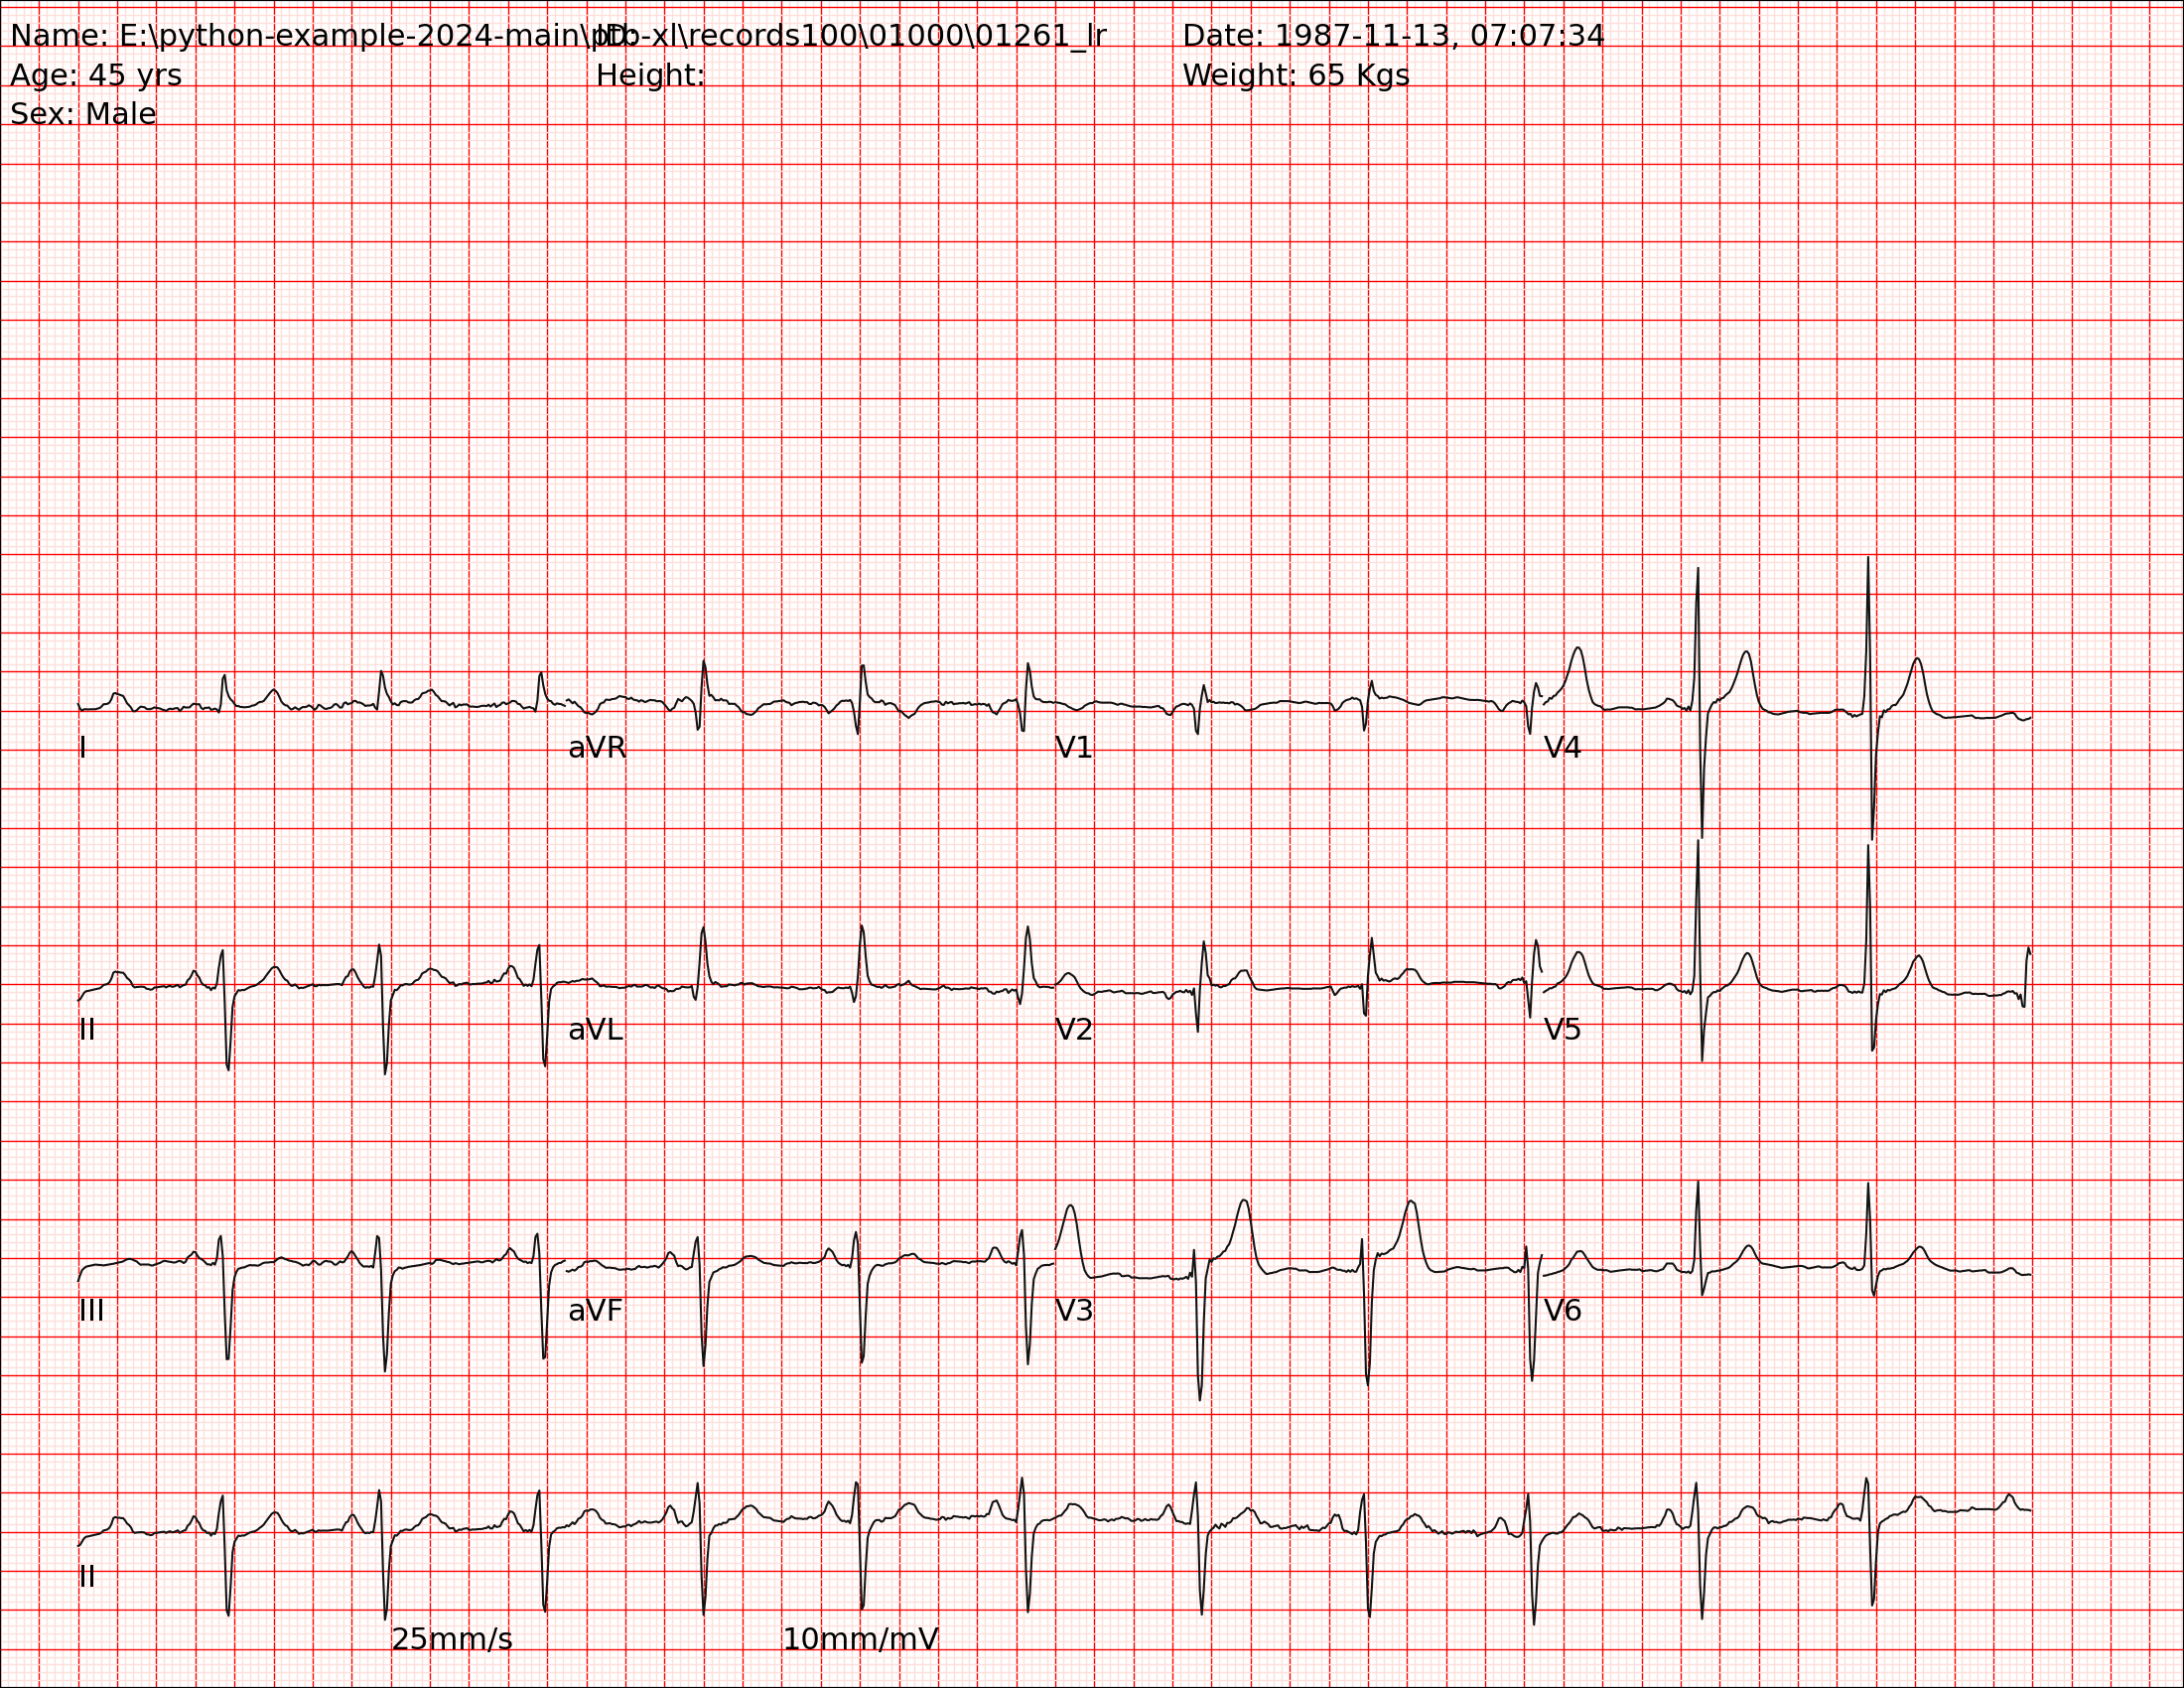 Name: E:\python-example-2024-main\ptb-xl\records100\01000\01261_lr ID: Date: 1987-11-13, 07:07:34
Age: 45 yrs Height: Weight: 65 Kgs
Sex: Male
I aVR V1 V4
II aVL V2 V5
III aVF V3 V6
II
25mm/s 10mm/mV